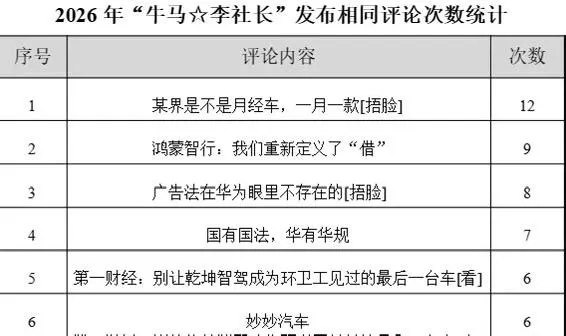 2026 年“牛马☆李社长”发布相同评论次数统计
序号 评论内容 次数
1 某界是不是月经车，一月一款[捂脸] 12
2 鸿蒙智行：我们重新定义了“借” 9
3 广告法在华为眼里不存在的[捂脸] 8
4 国有国法，华有华规 7
5 第一财经：别让乾坤智驾成为环卫工见过的最后一台车[看] 6
6 妙妙汽车 6